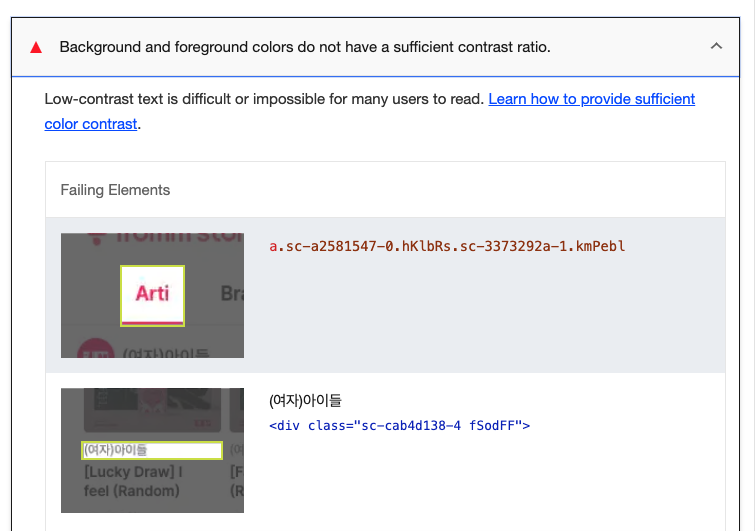 Background and foreground colors do not have a sufficient contrast ratio.
Low-contrast text is difficult or impossible for many users to read. Learn how to provide sufficient
color contrast.
Failing Elements
a.sc-a2581547-0.hKlbRs.sc-3373292a-1.kmPebl
Arti
Bra
(여자)아이들
(여자)아이들
<div class="sc-cab4d138-4 fSodFF">
(여자)아이들
(여
[Lucky Draw] I
[F
feel (Random)
(R